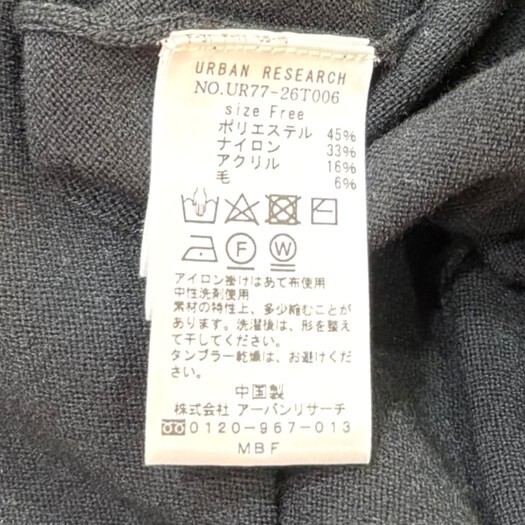 URBAN RESEARCH
NO.UR77-26T006
size Free
ポリエステル 45%
ナイロン 33%
アクリル 16%
毛 6%
F W
アイロン掛けはあて布使用
中性洗剤使用
素材の特性上、多少縮むことが
あります。洗濯後は、形を整え
て干してください。
タンブラー乾燥は、お避けくだ
さい。
中国製
株式会社 アーバンリサーチ
0120-967-013
MBF